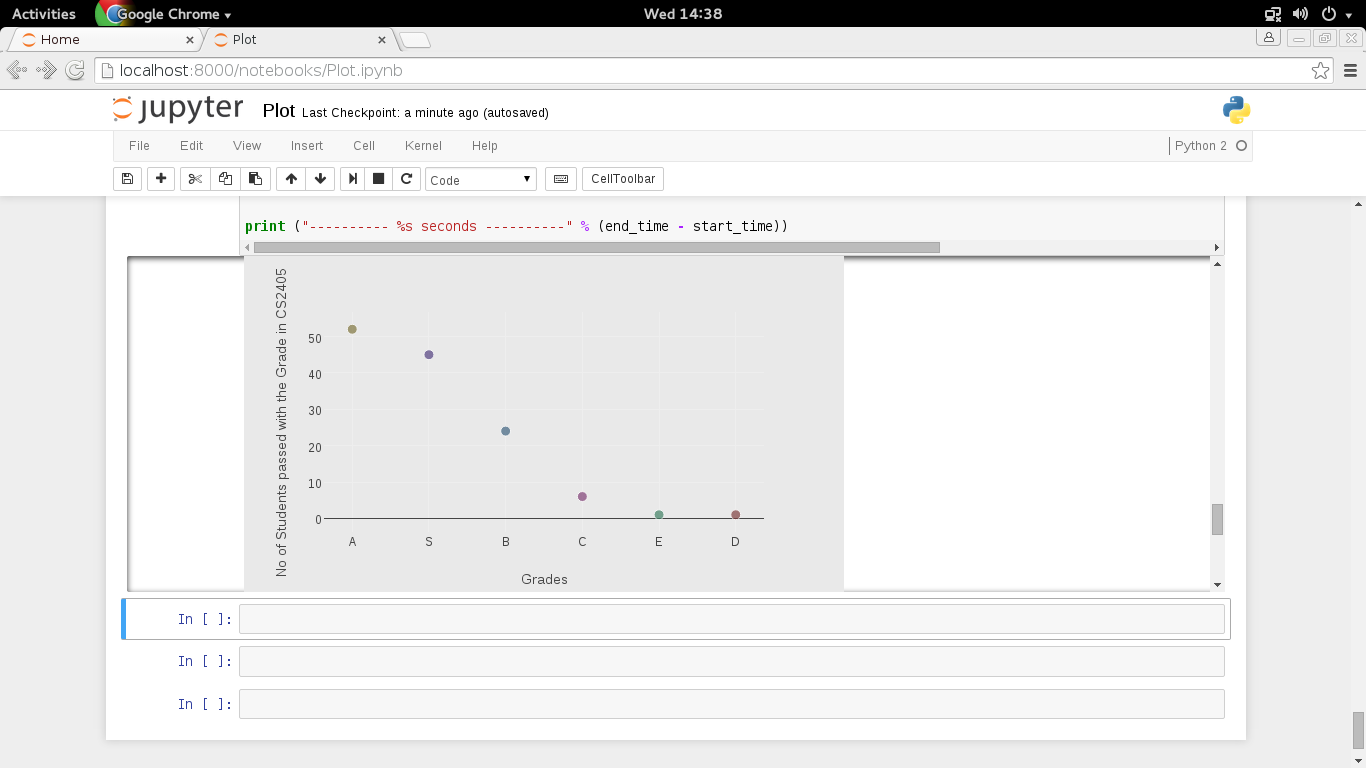 Activities Google Chrome Wed 14:38
Home Plot
localhost:8000/notebooks/Plot.ipynb
jupyter Plot Last Checkpoint: a minute ago (autosaved)
File Edit View Insert Cell Kernel Help Python 2
Code CellToolbar
print ("---------- %s seconds ----------" % (end_time - start_time))
No of Students passed with the Grade in CS2405
50
40
30
20
10
0
A S B C E D
Grades
In [ ]:
In [ ]:
In [ ]: